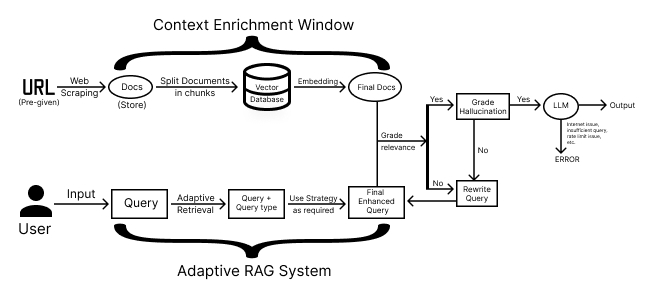 Context Enrichment Window
URL
(Pre-given)
Web
Scraping
Docs
(Store)
Split Documents
in chunks
Vector
Database
Embedding
Final Docs
Grade
relevance
Yes
No
Grade
Hallucination
Yes
No
LLM
Output
Internet issue,
insufficient query,
rate limit issue,
etc.
ERROR
Rewrite
Query
User
Input
Query
Adaptive
Retrieval
Query +
Query type
Use Strategy
as required
Final
Enhanced
Query
Adaptive RAG System